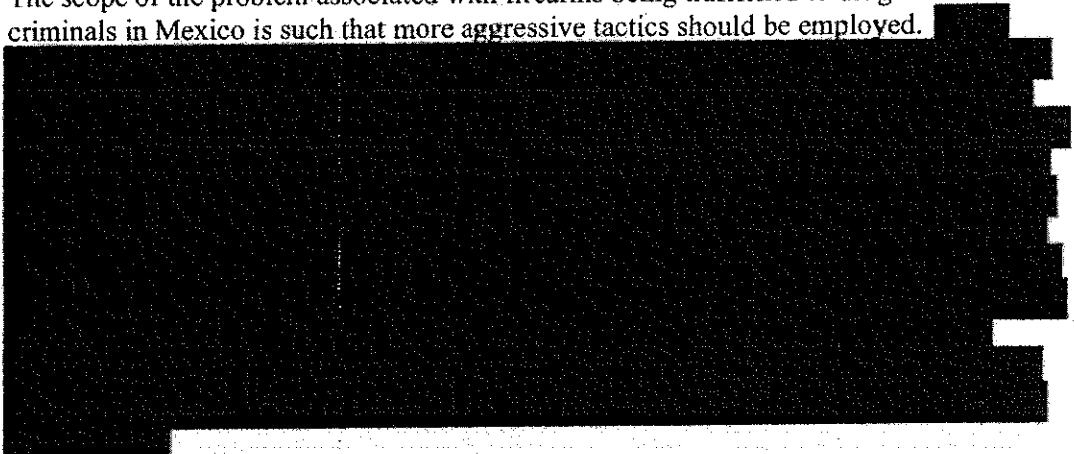 The scope of the problem associated with firearms being trafficked to drug
criminals in Mexico is such that more aggressive tactics should be employed.